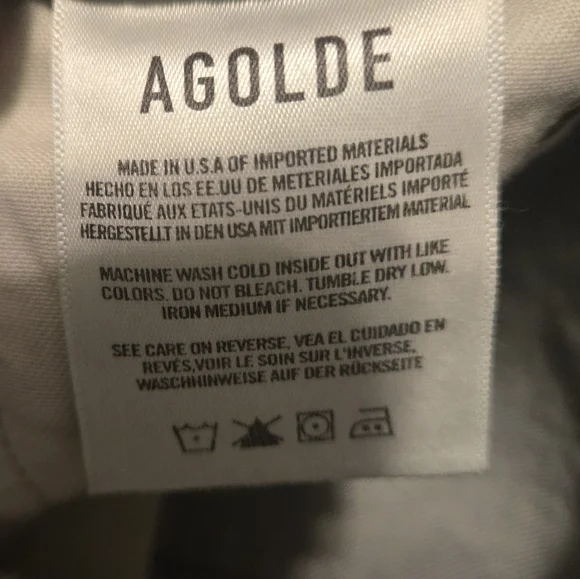 AGOLDE
MADE IN U.S.A OF IMPORTED MATERIALS
HECHO EN LOS EE.UU DE METERIALES IMPORTADA
FABRIQUÉ AUX ETATS-UNIS DU MATÉRIELS IMPORTÉ
HERGESTELLT IN DEN USA MIT IMPORTIERTEM MATERIAL
MACHINE WASH COLD INSIDE OUT WITH LIKE
COLORS. DO NOT BLEACH. TUMBLE DRY LOW.
IRON MEDIUM IF NECESSARY.
SEE CARE ON REVERSE, VEA EL CUIDADO EN
REVÉS,VOIR LE SOIN SUR L'INVERSE,
WASCHHINWEISE AUF DER RÜCKSEITE